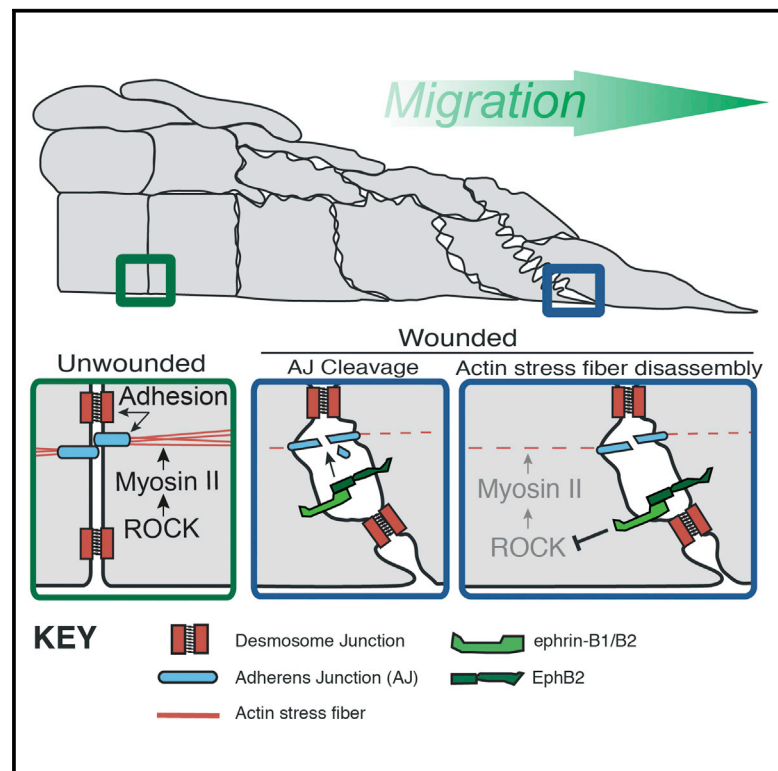 Migration
Wounded
Unwounded
AJ Cleavage
Actin stress fiber disassembly
Adhesion
Myosin II
ROCK
Myosin II
ROCK
KEY
Desmosome Junction
ephrin-B1/B2
Adherens Junction (AJ)
EphB2
Actin stress fiber